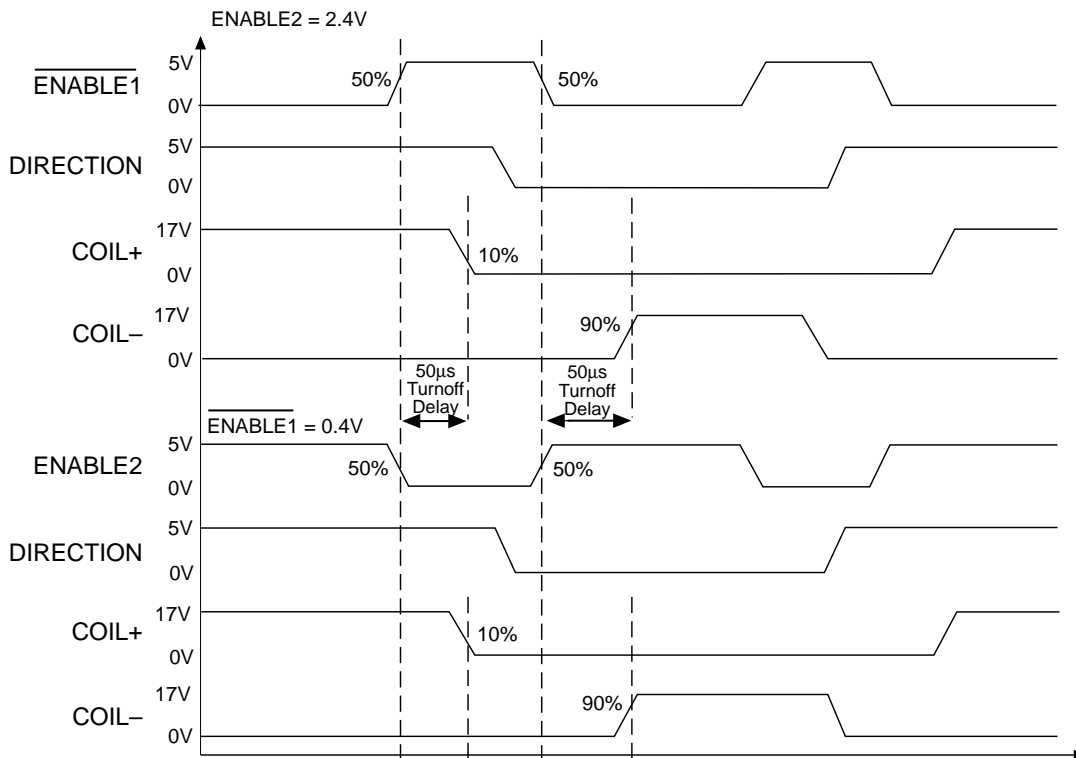 ENABLE2 = 2.4V
ENABLE1
5V
50%
50%
0V
DIRECTION
5V
0V
COIL+
17V
10%
0V
COIL–
17V
90%
0V
50µs
Turnoff
Delay
50µs
Turnoff
Delay
ENABLE1 = 0.4V
ENABLE2
5V
50%
50%
0V
DIRECTION
5V
0V
COIL+
17V
10%
0V
COIL–
17V
90%
0V